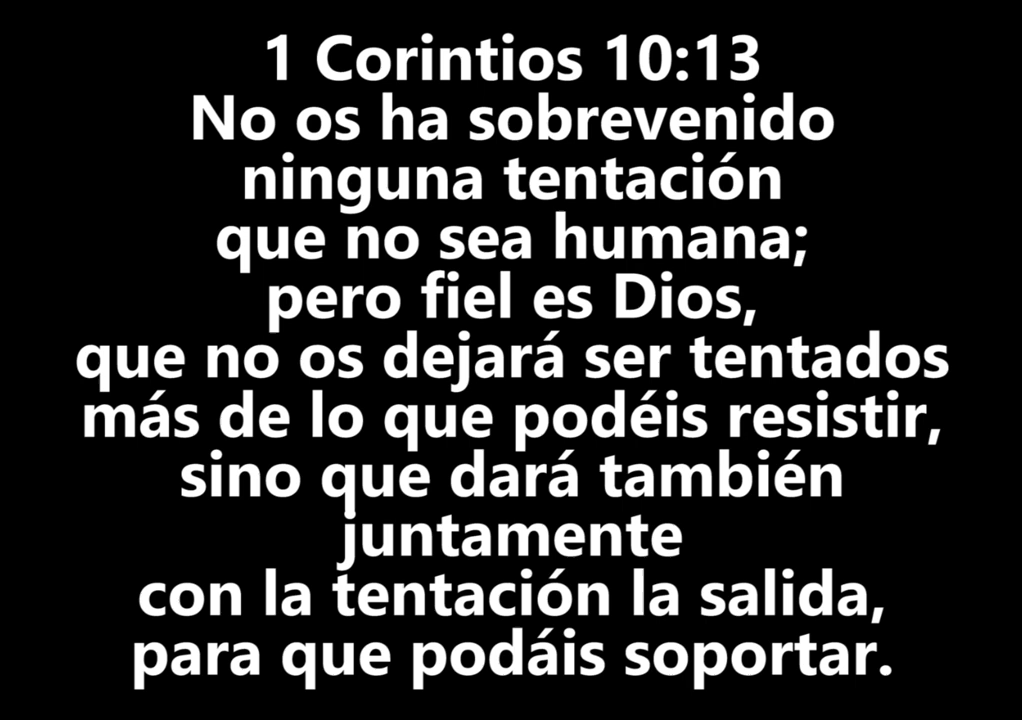 1 Corintios 10:13
No os ha sobrevenido
ninguna tentación
que no sea humana;
pero fiel es Dios,
que no os dejará ser tentados
más de lo que podéis resistir,
sino que dará también
juntamente
con la tentación la salida,
para que podáis soportar.